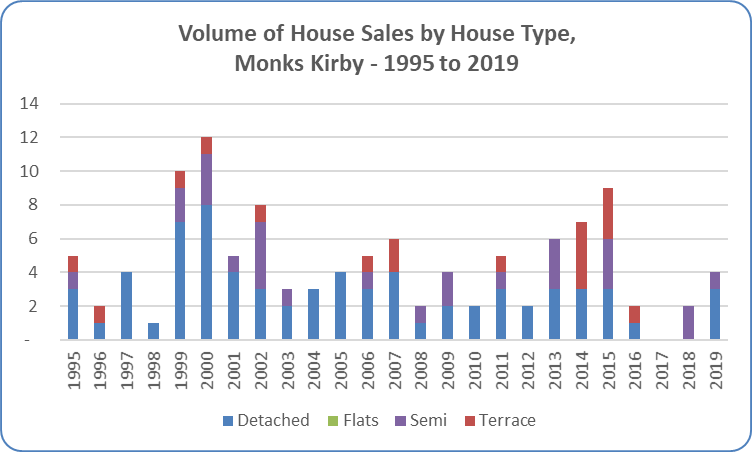 Volume of House Sales by House Type,
Monks Kirby - 1995 to 2019
14
12
10
8
6
4
2
-
1995 1996 1997 1998 1999 2000 2001 2002 2003 2004 2005 2006 2007 2008 2009 2010 2011 2012 2013 2014 2015 2016 2017 2018 2019
Detached Flats Semi Terrace